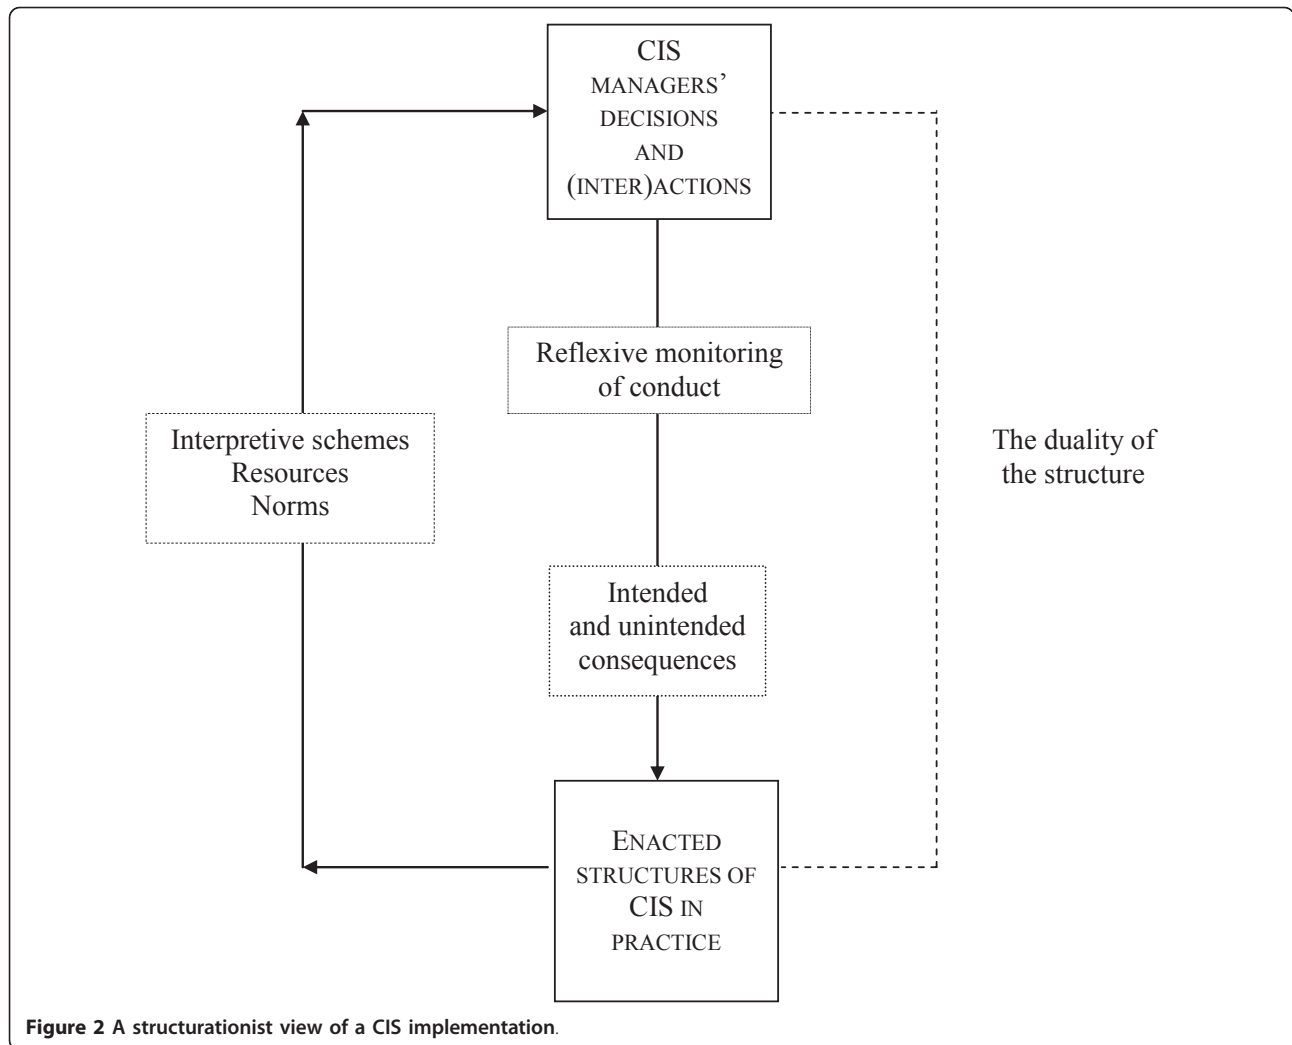 CIS
MANAGERS’
DECISIONS
AND
(INTER)ACTIONS
Reflexive monitoring
of conduct
Interpretive schemes
Resources
Norms
The duality of
the structure
Intended
and unintended
consequences
ENACTED
STRUCTURES OF
CIS IN
PRACTICE
Figure 2 A structurationist view of a CIS implementation.